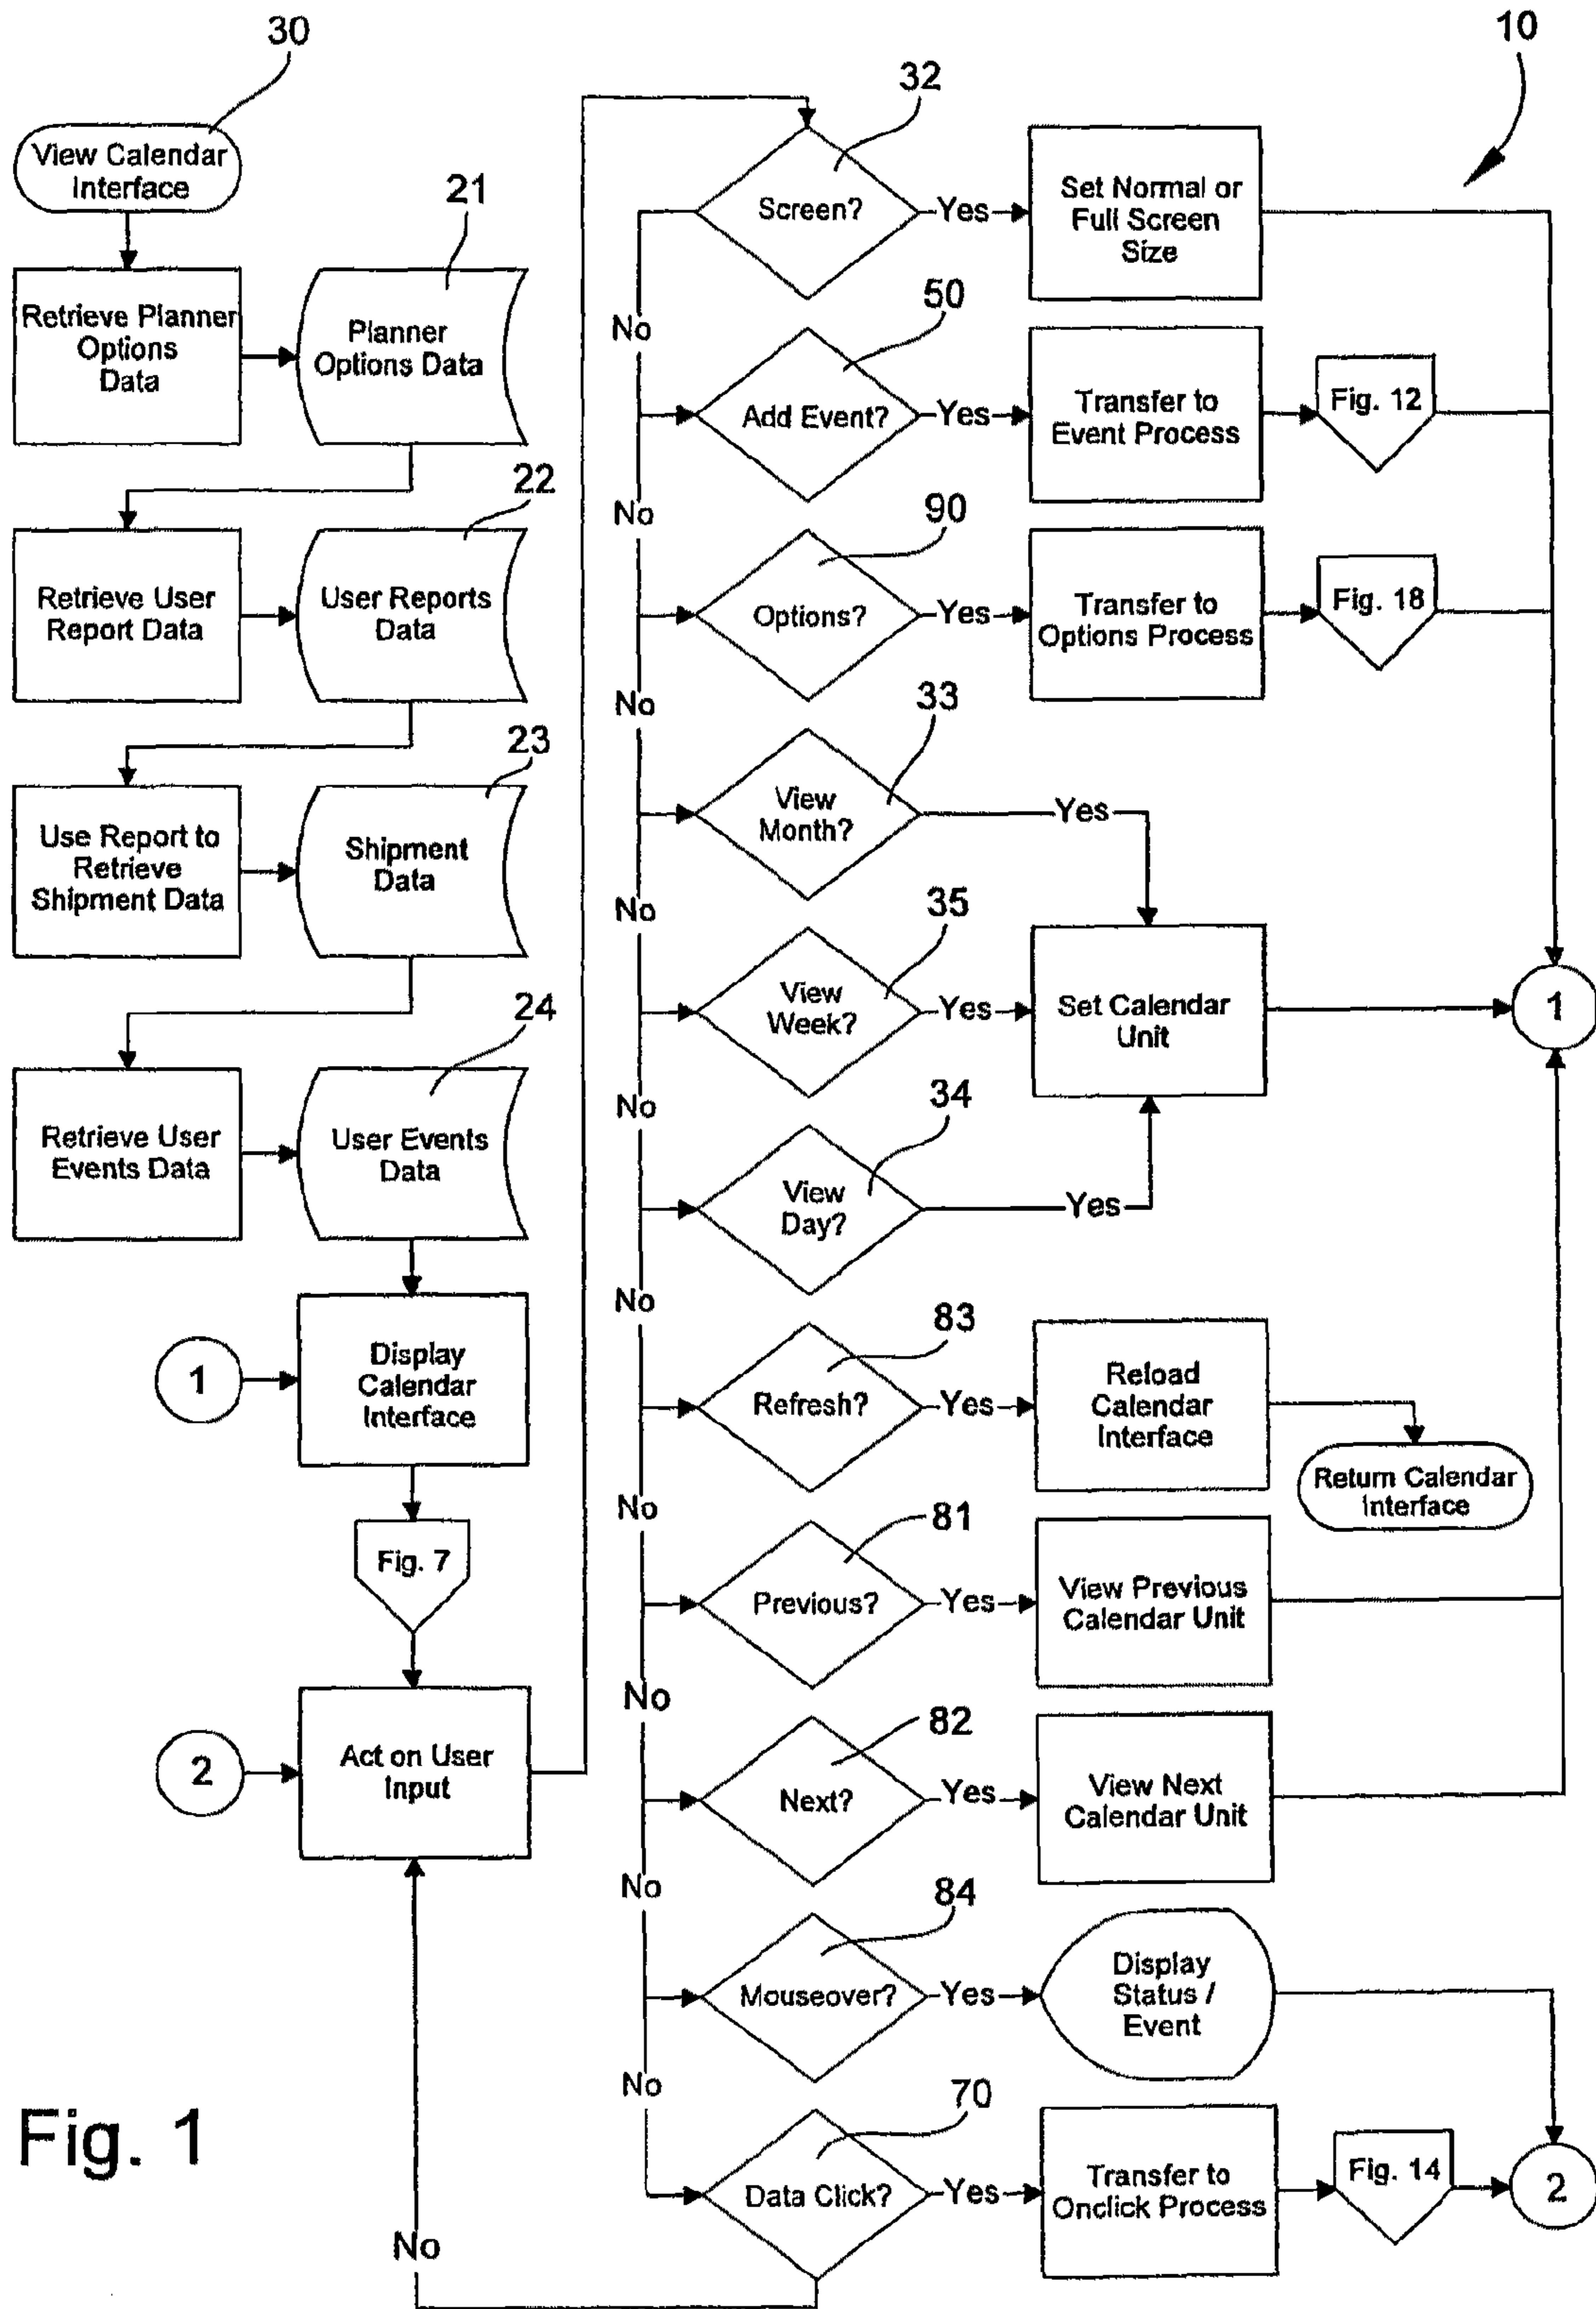 30
View Calendar
Interface
Retrieve Planner
Options
Data
21
Planner
Options Data
22
Retrieve User
Report Data
User Reports
Data
23
Use Report to
Retrieve
Shipment Data
Shipment
Data
24
Retrieve User
Events Data
User Events
Data
1
Display
Calendar
Interface
Fig. 7
2
Act on User
Input
No
10
32
Screen?
Yes
Set Normal or
Full Screen
Size
No
50
Add Event?
Yes
Transfer to
Event Process
Fig. 12
No
90
Options?
Yes
Transfer to
Options Process
Fig. 18
No
33
View
Month?
Yes
No
35
View
Week?
Yes
Set Calendar
Unit
1
No
34
View
Day?
Yes
No
83
Refresh?
Yes
Reload
Calendar
Interface
Return Calendar
Interface
No
81
Previous?
Yes
View Previous
Calendar Unit
No
82
Next?
Yes
View Next
Calendar Unit
No
84
Mouseover?
Yes
Display
Status /
Event
No
70
Data Click?
Yes
Transfer to
Onclick Process
Fig. 14
2
Fig. 1